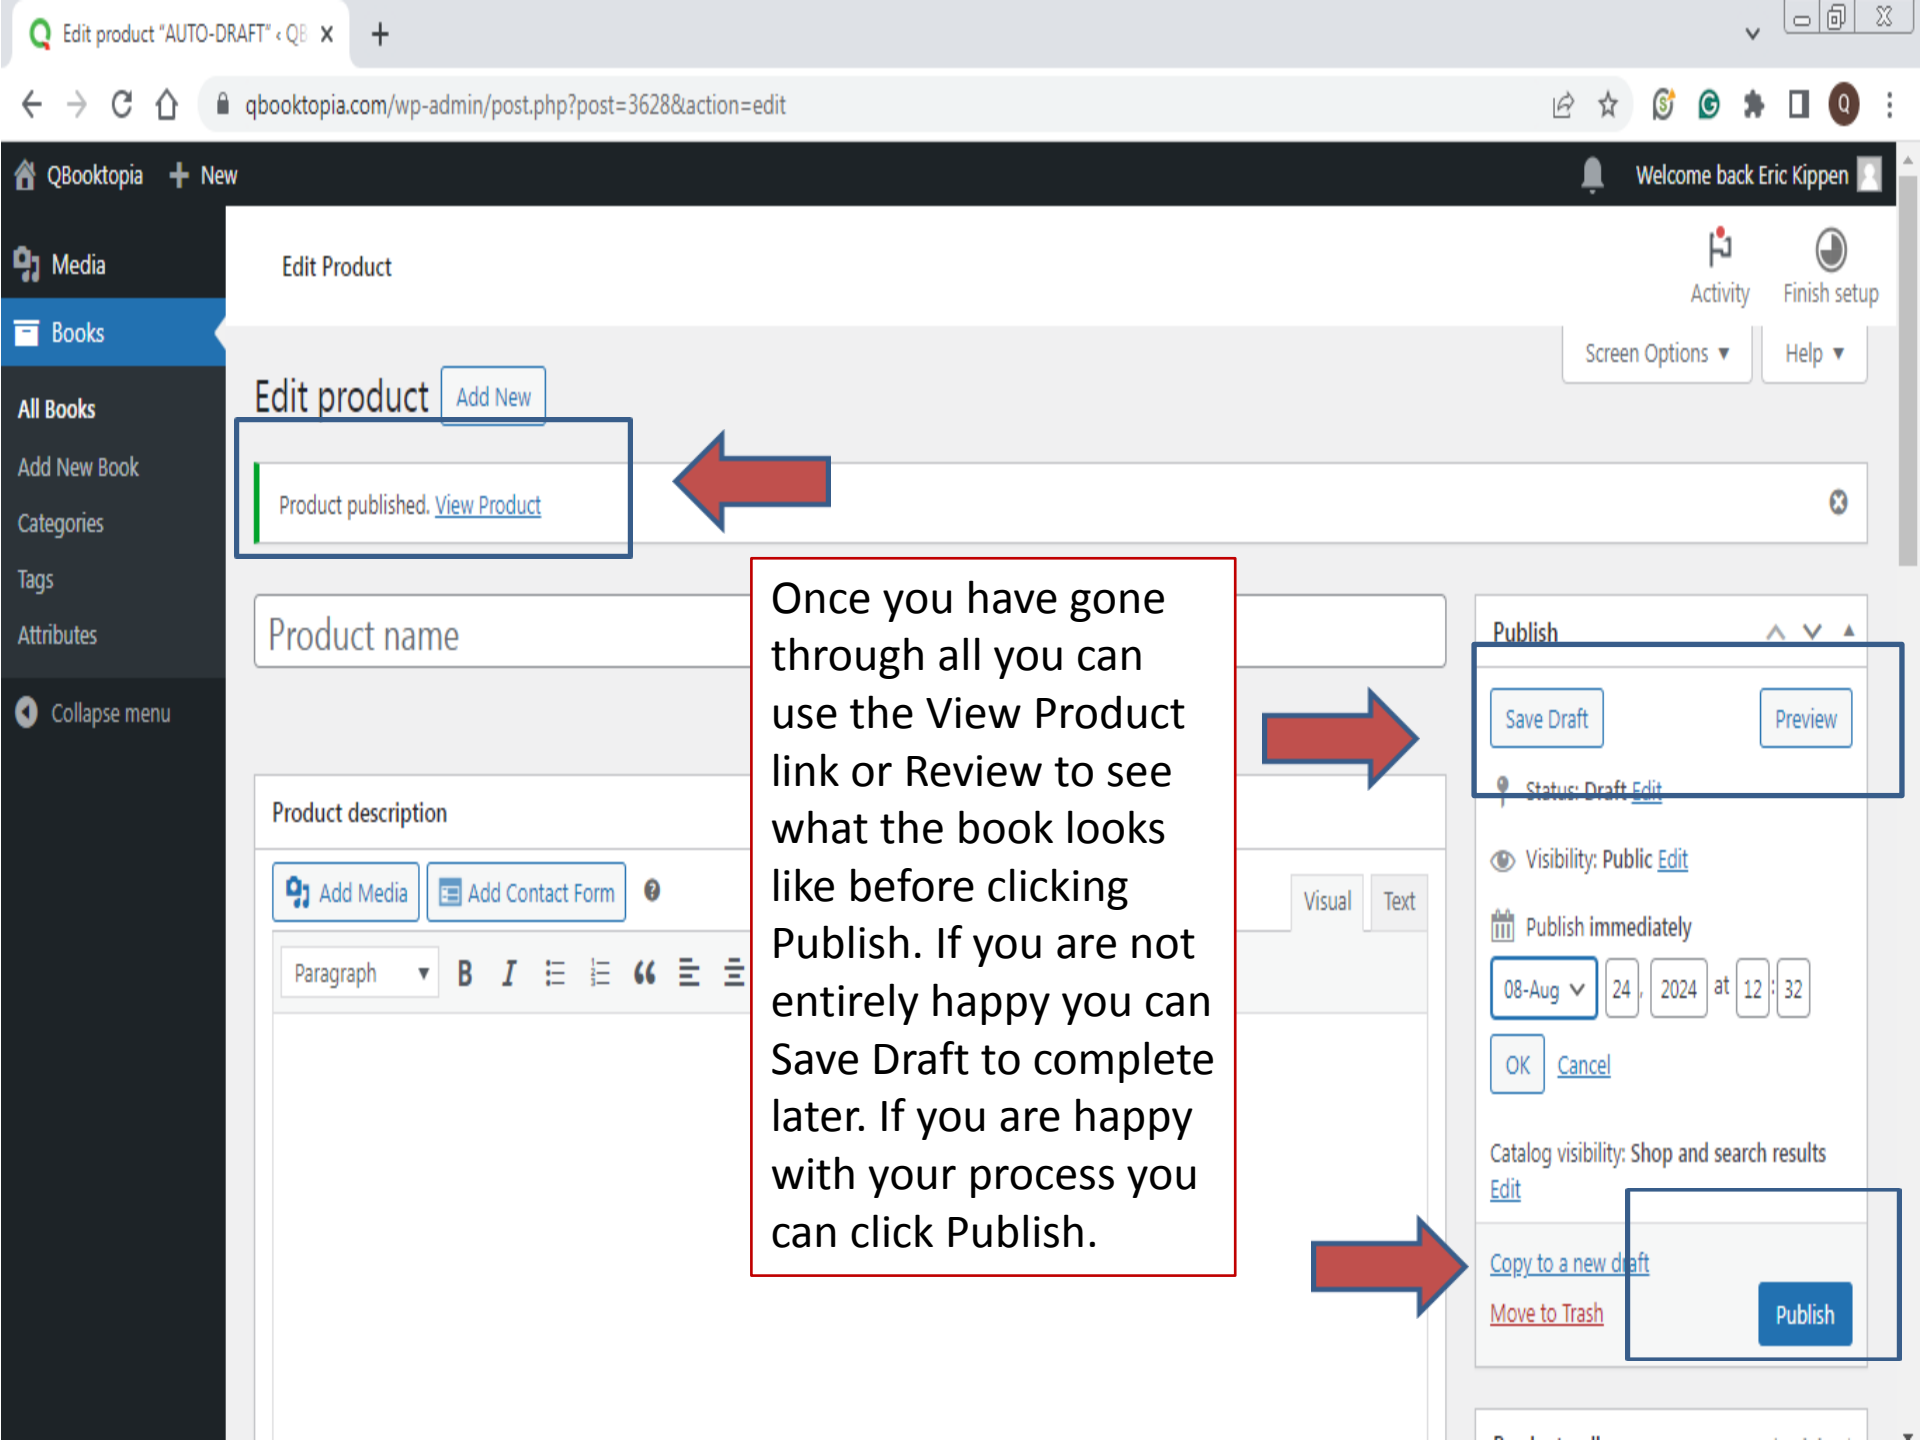 Edit product “AUTO-DRAFT” ‹ QB
qbooktopia.com/wp-admin/post.php?post=3628&action=edit
Q
QBooktopia + New
Welcome back Eric Kippen
Media
Books
All Books
Add New Book
Categories
Tags
Attributes
Collapse menu
Edit Product
Activity
Finish setup
Screen Options
Help
Edit product
Add New
Product published. View Product
Product name
Once you have gone
through all you can
use the View Product
link or Review to see
what the book looks
like before clicking
Publish. If you are not
entirely happy you can
Save Draft to complete
later. If you are happy
with your process you
can click Publish.
Product description
Add Media
Add Contact Form
Visual
Text
Paragraph
B I
Publish
Save Draft
Preview
Status: Draft Edit
Visibility: Public Edit
Publish immediately
08-Aug 24 , 2024 at 12 : 32
OK Cancel
Catalog visibility: Shop and search results
Edit
Copy to a new draft
Move to Trash
Publish